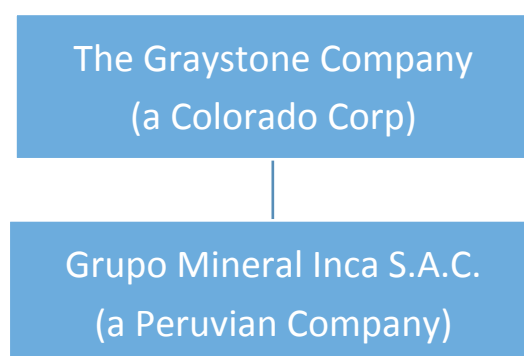 The Graystone Company
(a Colorado Corp)
Grupo Mineral Inca S.A.C.
(a Peruvian Company)